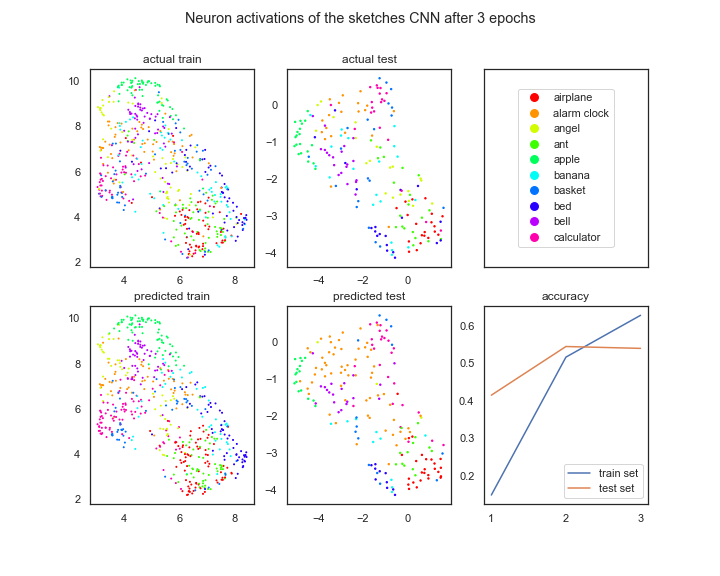 Neuron activations of the sketches CNN after 3 epochs
actual train
10
8
6
4
2
4 6 8
actual test
0
−1
−2
−3
−4
−4 −2 0
airplane
alarm clock
angel
ant
apple
banana
basket
bed
bell
calculator
predicted train
10
8
6
4
2
4 6 8
predicted test
0
−1
−2
−3
−4
−4 −2 0
accuracy
0.6
0.5
0.4
0.3
0.2
train set
test set
1 2 3